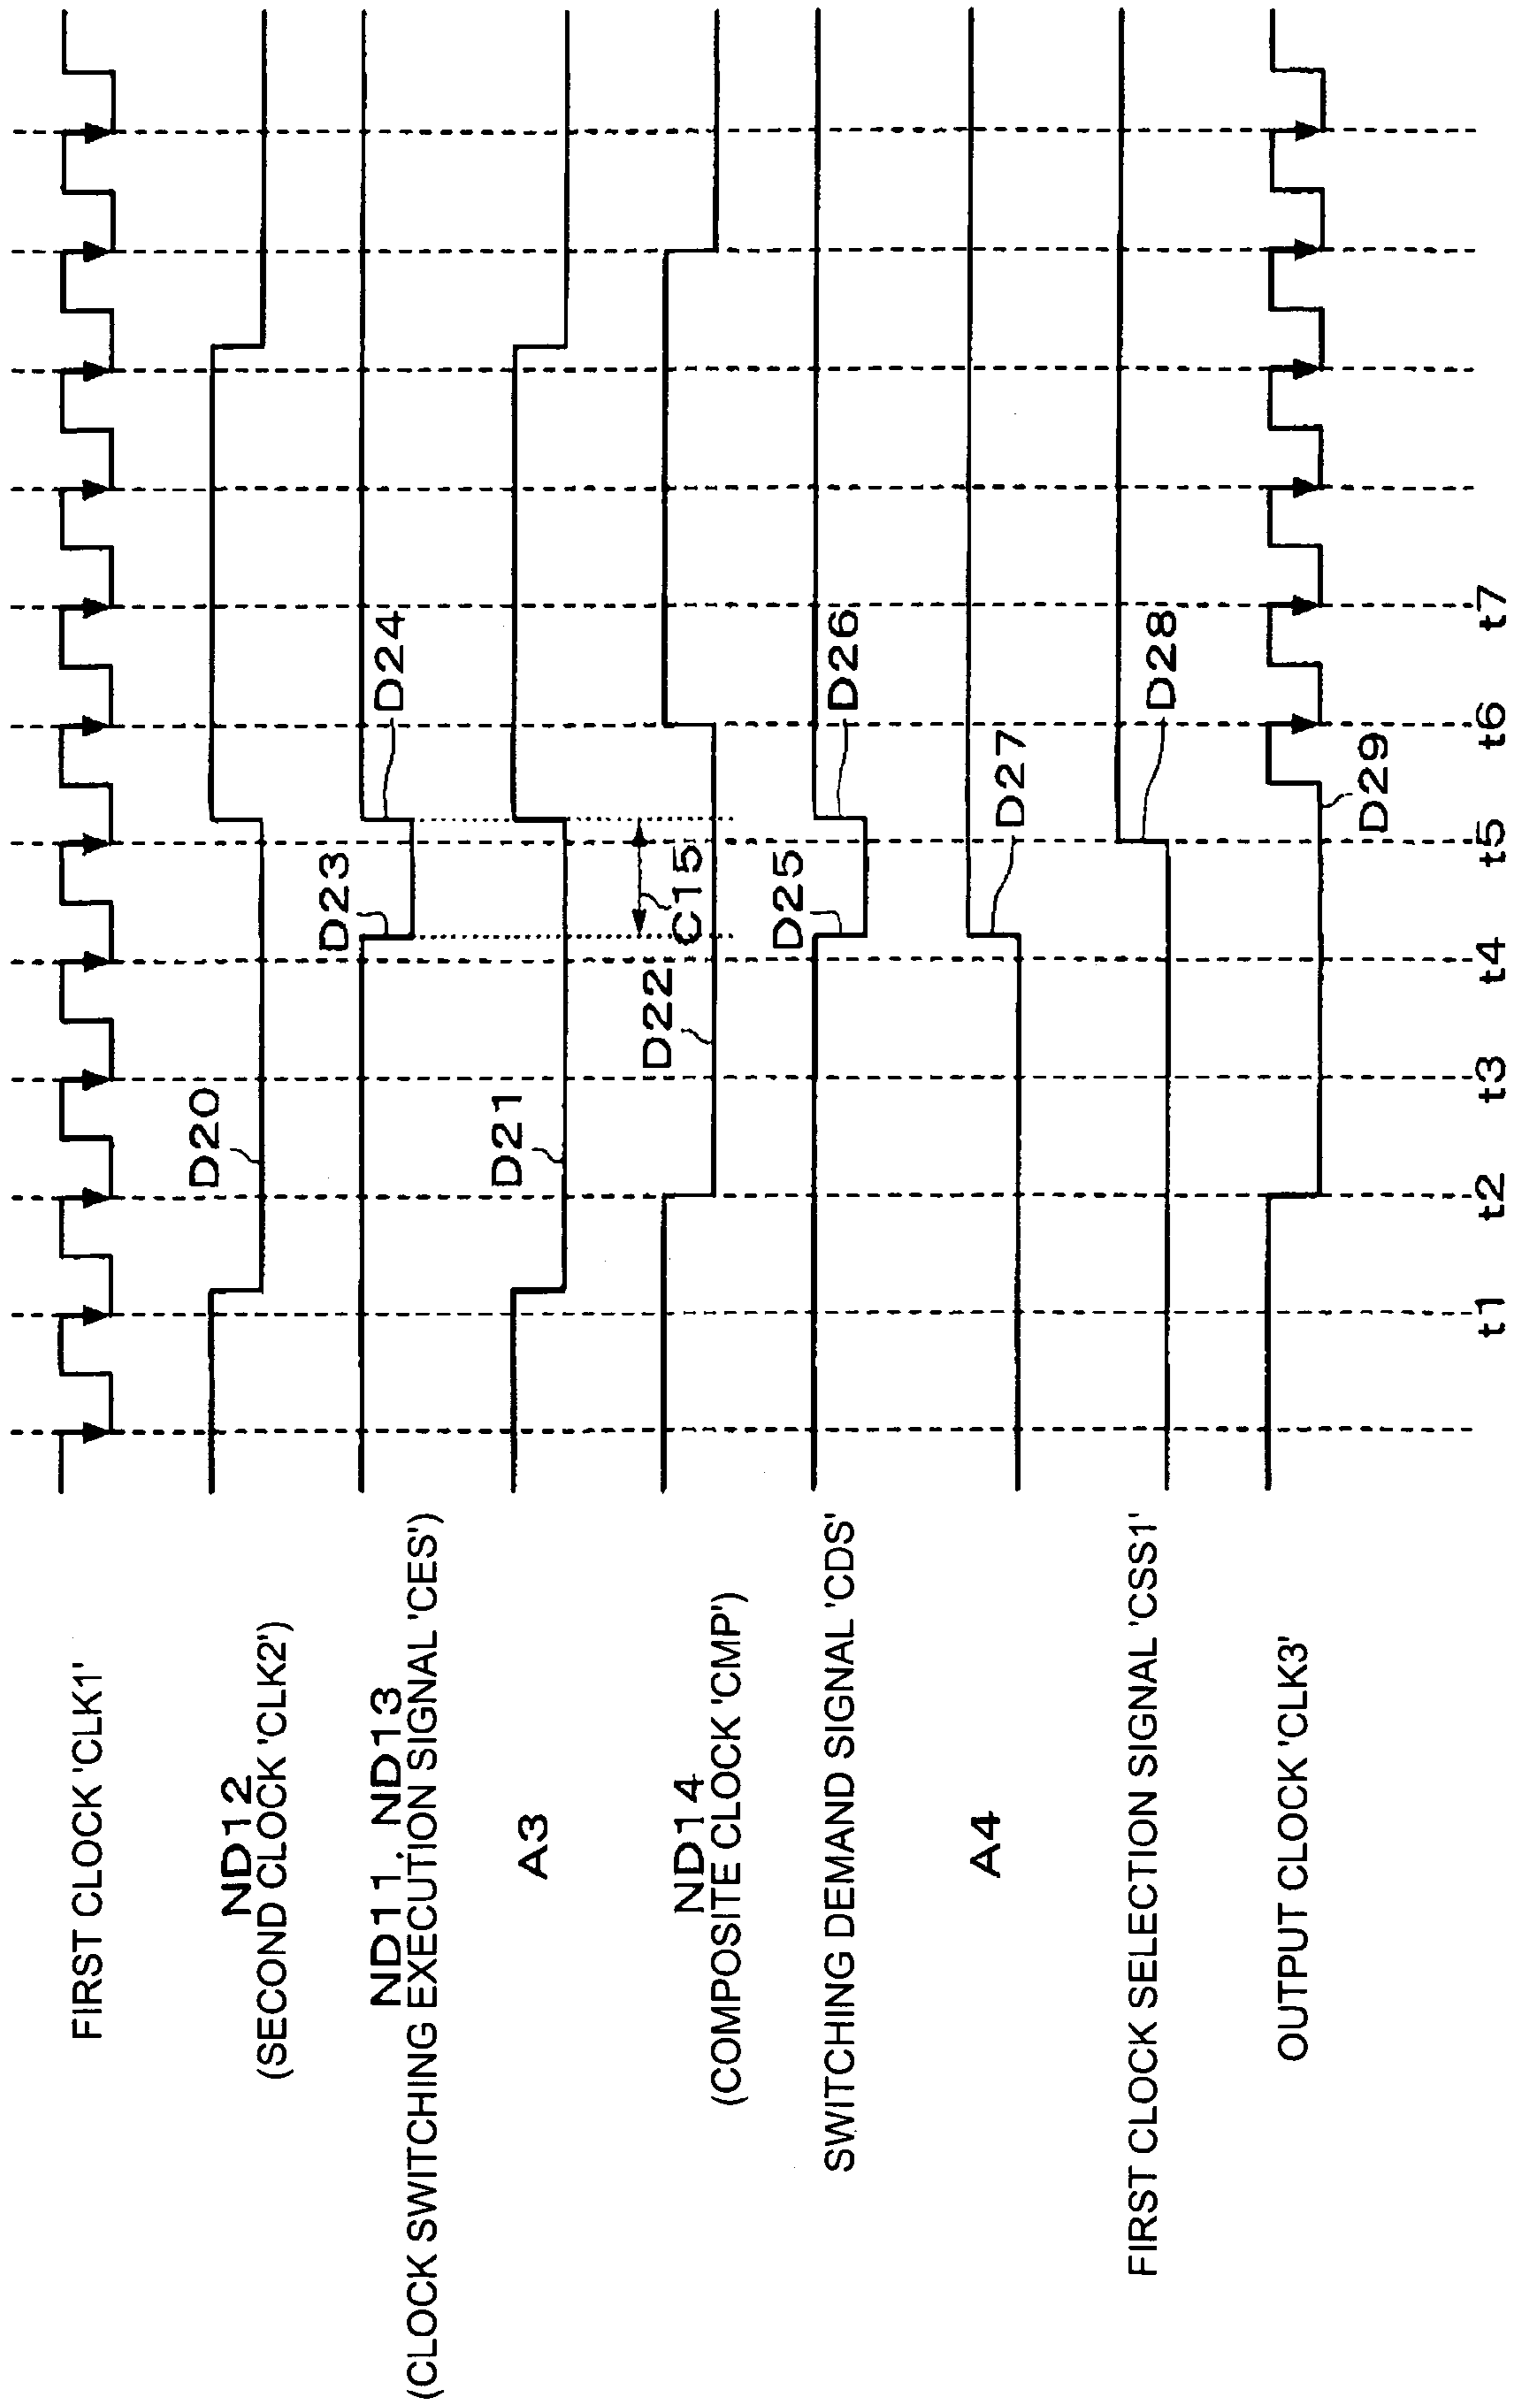 FIRST CLOCK 'CLK1'
ND12
(SECOND CLOCK 'CLK2')
D20
ND11, ND13
(CLOCK SWITCHING EXECUTION SIGNAL 'CES')
D23
D24
A3
D21
C15
ND14
(COMPOSITE CLOCK 'CMP')
D22
SWITCHING DEMAND SIGNAL 'CDS'
D25
D26
A4
D27
FIRST CLOCK SELECTION SIGNAL 'CSS1'
D28
OUTPUT CLOCK 'CLK3'
D29
t1 t2 t3 t4 t5 t6 t7